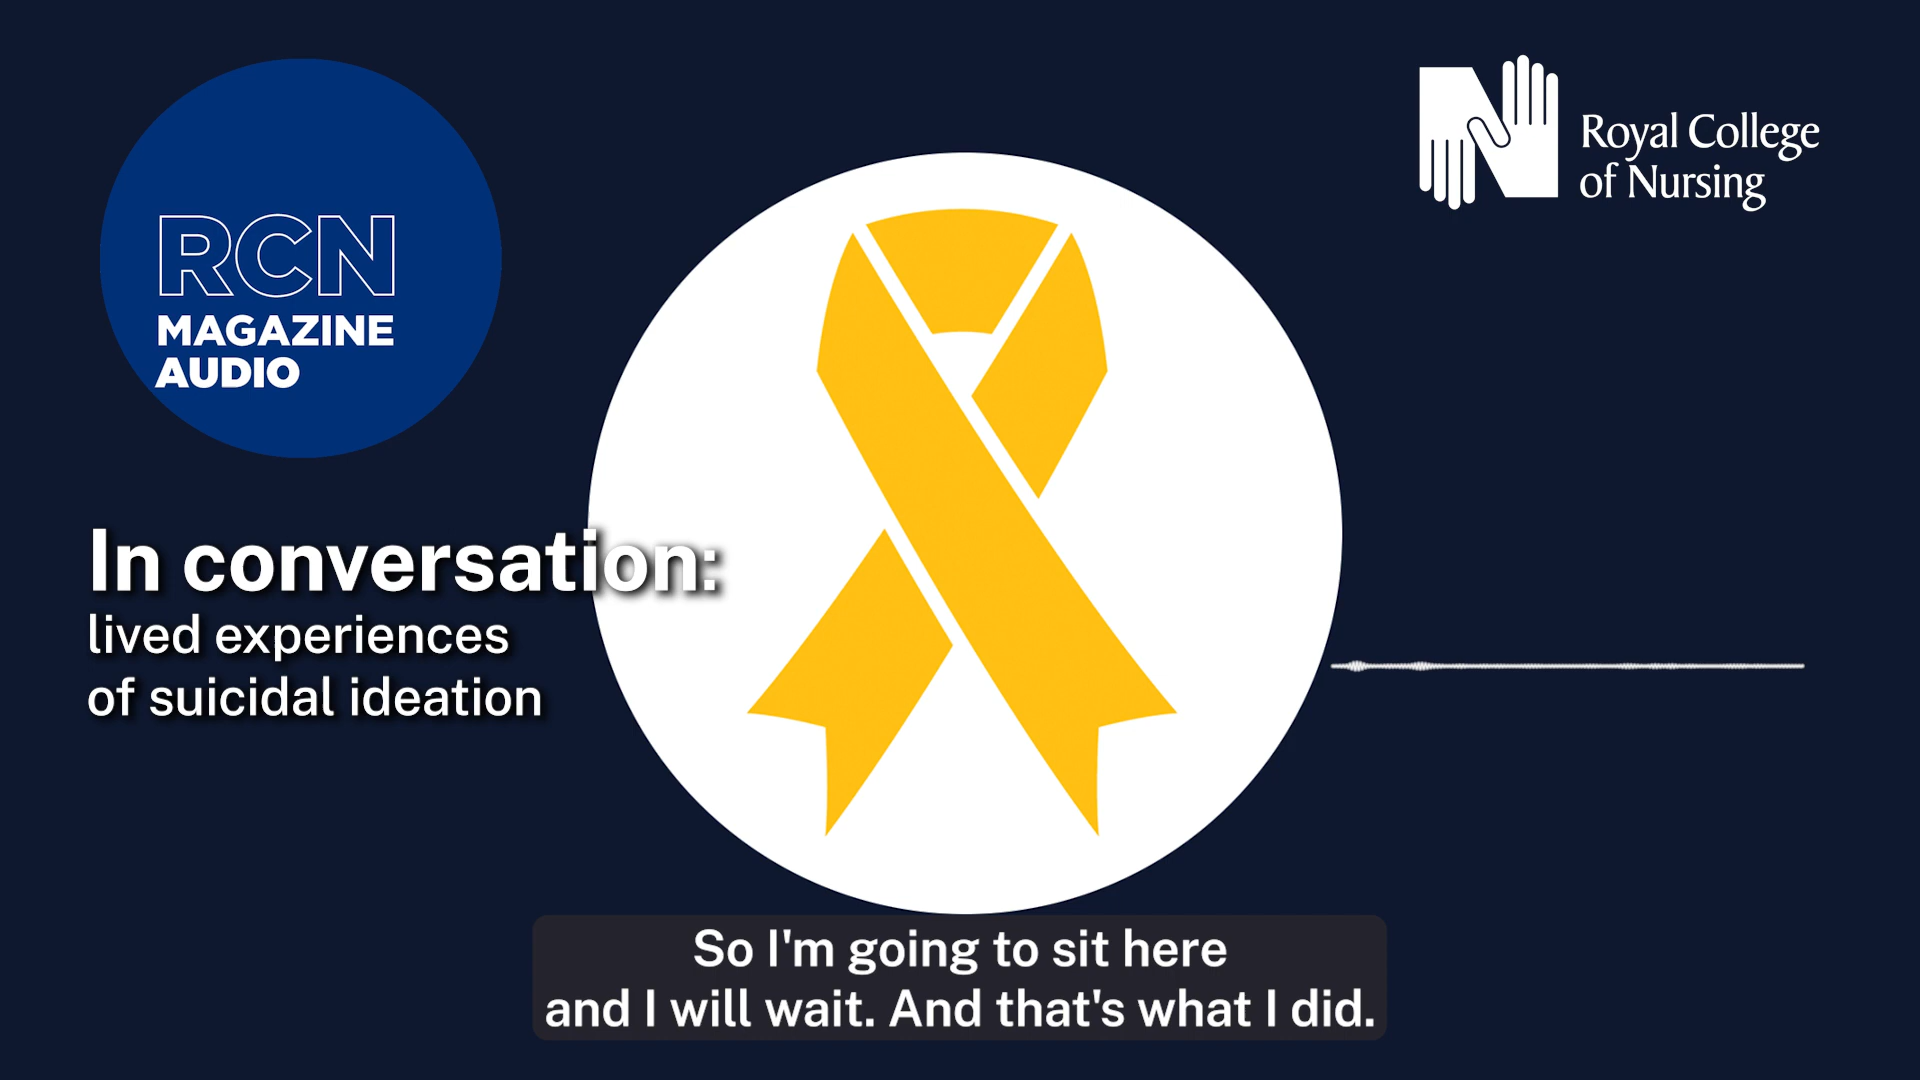 RCN
MAGAZINE
AUDIO
Royal College
of Nursing
In conversation:
lived experiences
of suicidal ideation
So I'm going to sit here
and I will wait. And that's what I did.